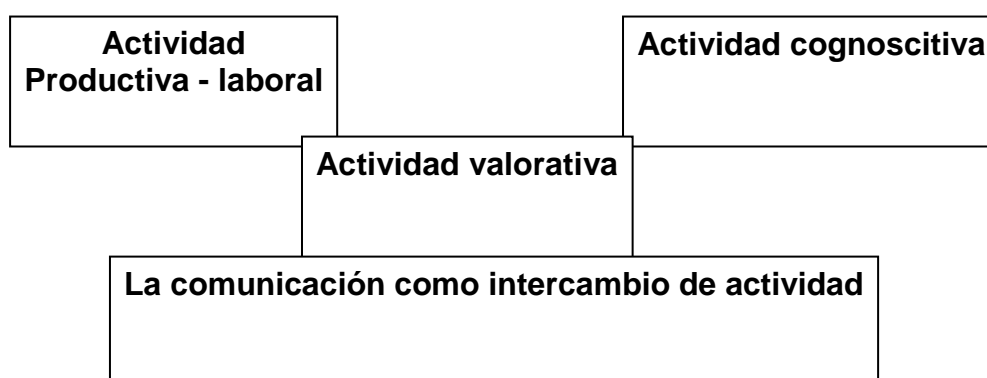 Actividad
Productiva - laboral
Actividad cognoscitiva
Actividad valorativa
La comunicación como intercambio de actividad